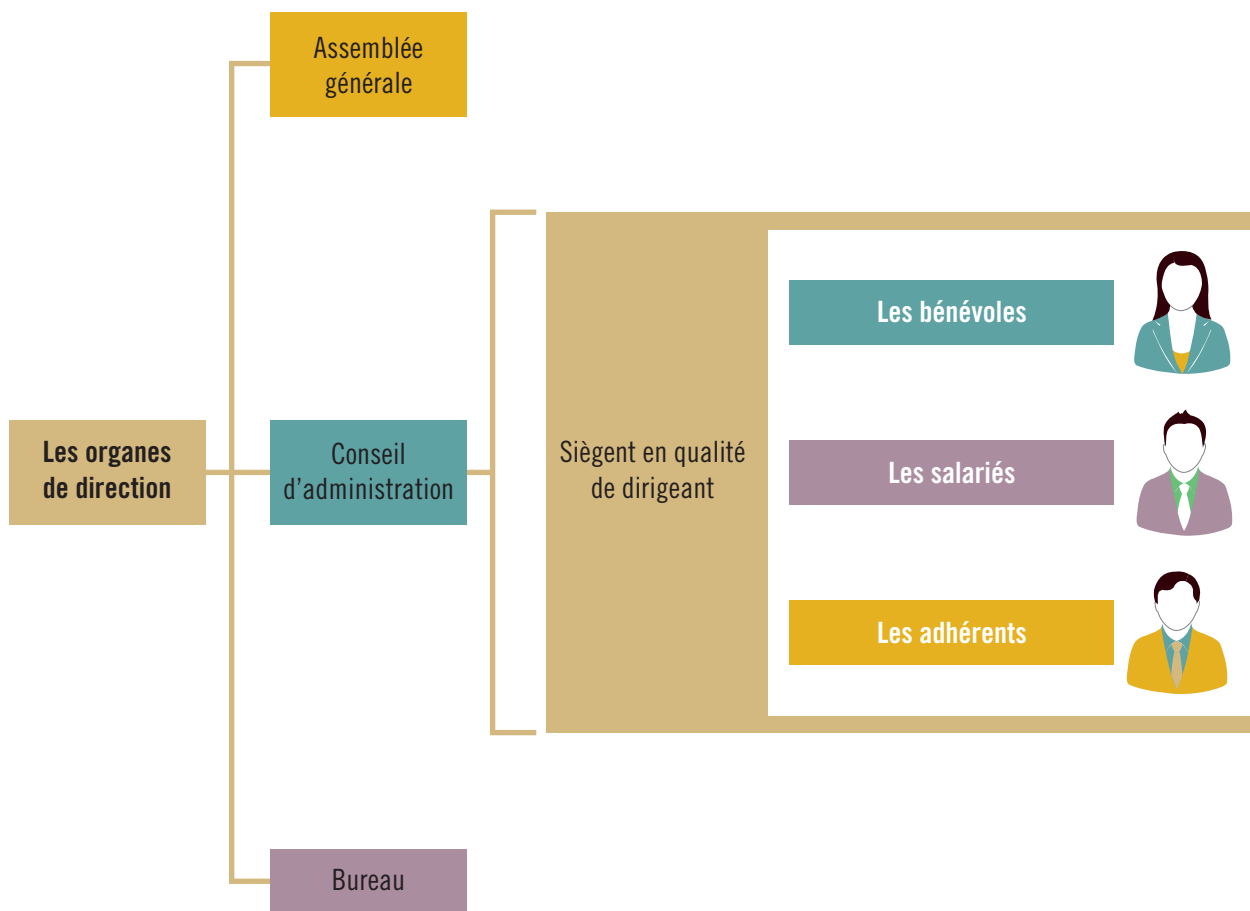 Assemblée
générale
Les organes
de direction
Conseil
d'administration
Siègent en qualité
de dirigeant
Les bénévoles
Les salariés
Les adhérents
Bureau